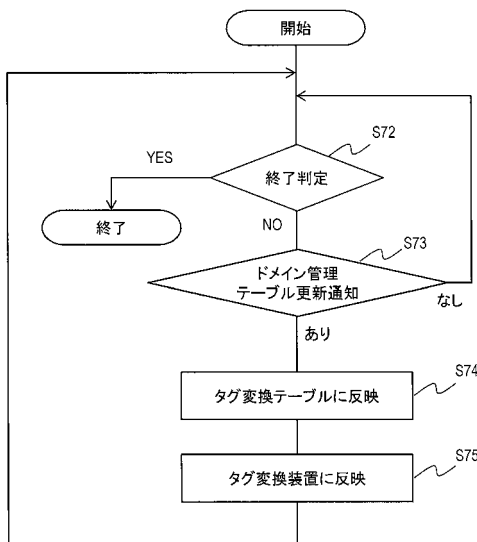 開始
S72
YES
終了判定
終了
NO
S73
ドメイン管理
テーブル更新通知
なし
あり
S74
タグ変換テーブルに反映
S75
タグ変換装置に反映